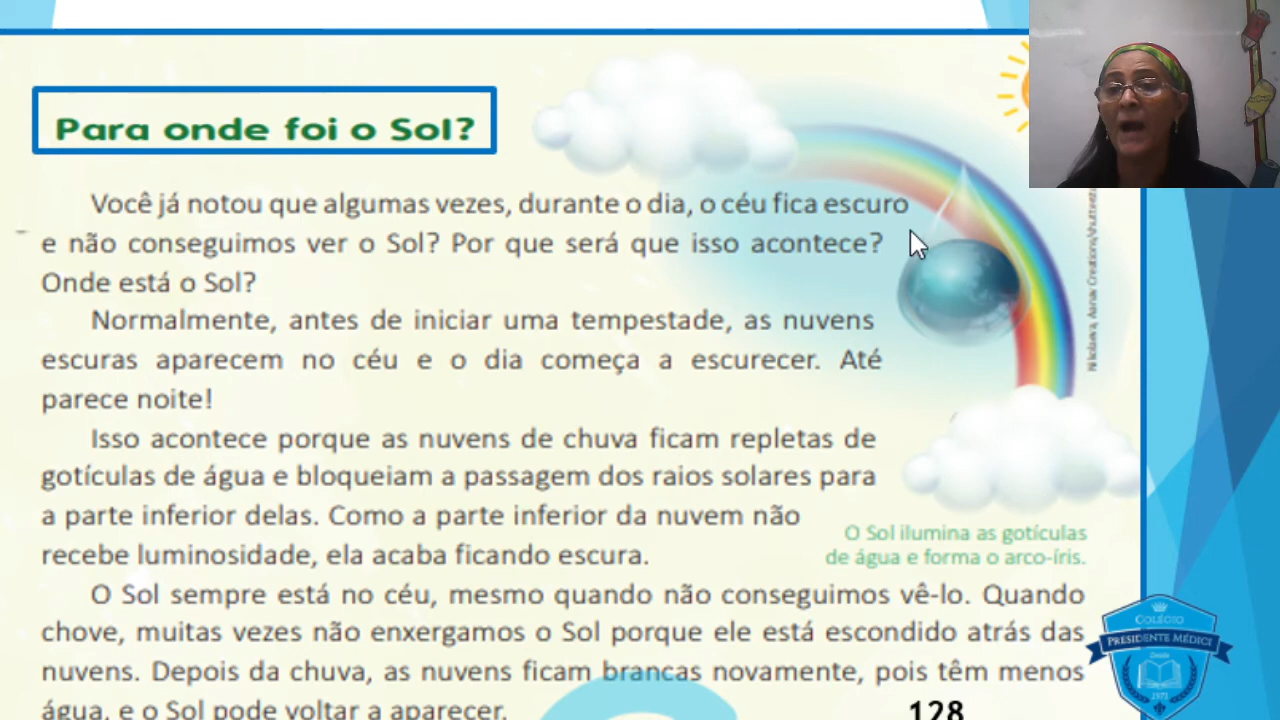 Para onde foi o Sol?
Você já notou que algumas vezes, durante o dia, o céu fica escuro
e não conseguimos ver o Sol? Por que será que isso acontece?
Onde está o Sol?
Normalmente, antes de iniciar uma tempestade, as nuvens
escuras aparecem no céu e o dia começa a escurecer. Até
parece noite!
Isso acontece porque as nuvens de chuva ficam repletas de
gotículas de água e bloqueiam a passagem dos raios solares para
a parte inferior delas. Como a parte inferior da nuvem não
recebe luminosidade, ela acaba ficando escura.
O Sol ilumina as gotículas
de água e forma o arco-íris.
O Sol sempre está no céu, mesmo quando não conseguimos vê-lo. Quando
chove, muitas vezes não enxergamos o Sol porque ele está escondido atrás das
nuvens. Depois da chuva, as nuvens ficam brancas novamente, pois têm menos
água, e o Sol pode voltar a aparecer.
128
COLÉGIO
PRESIDENTE MÉDICI
Desde
1973